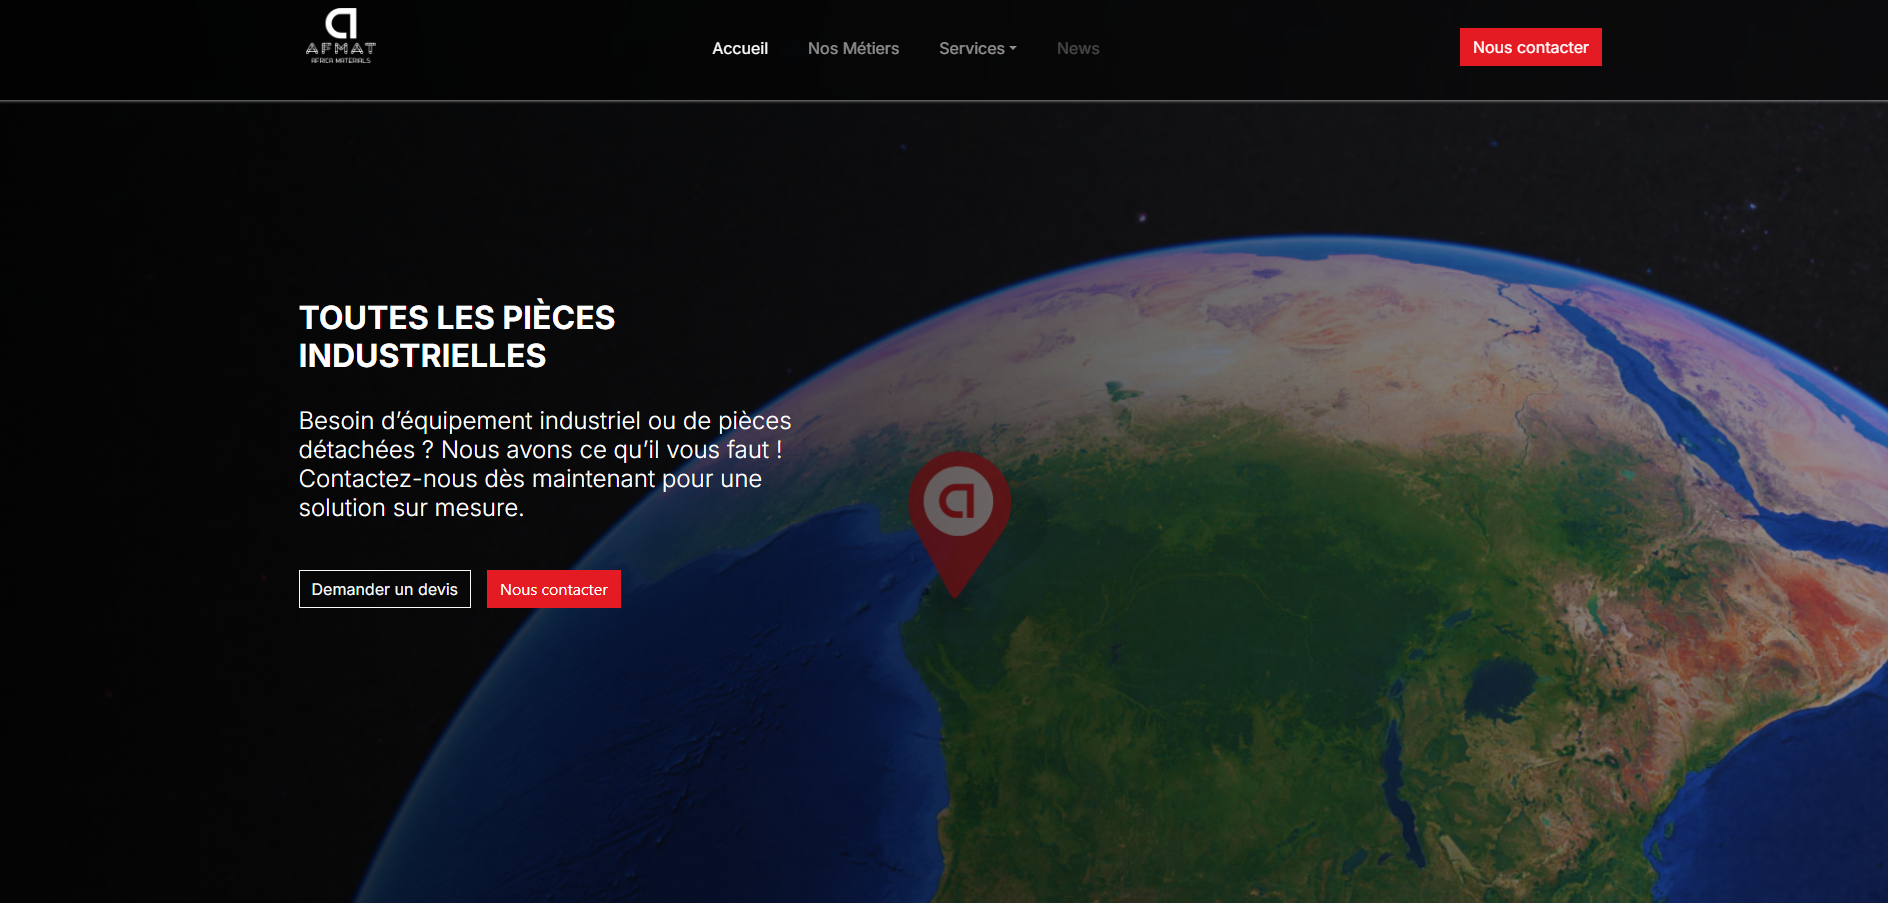 AFMAT
AFRICA MATERIALS
Accueil
Nos Métiers
Services
News
Nous contacter
TOUTES LES PIÈCES
INDUSTRIELLES
Besoin d’équipement industriel ou de pièces
détachées ? Nous avons ce qu’il vous faut !
Contactez-nous dès maintenant pour une
solution sur mesure.
Demander un devis
Nous contacter